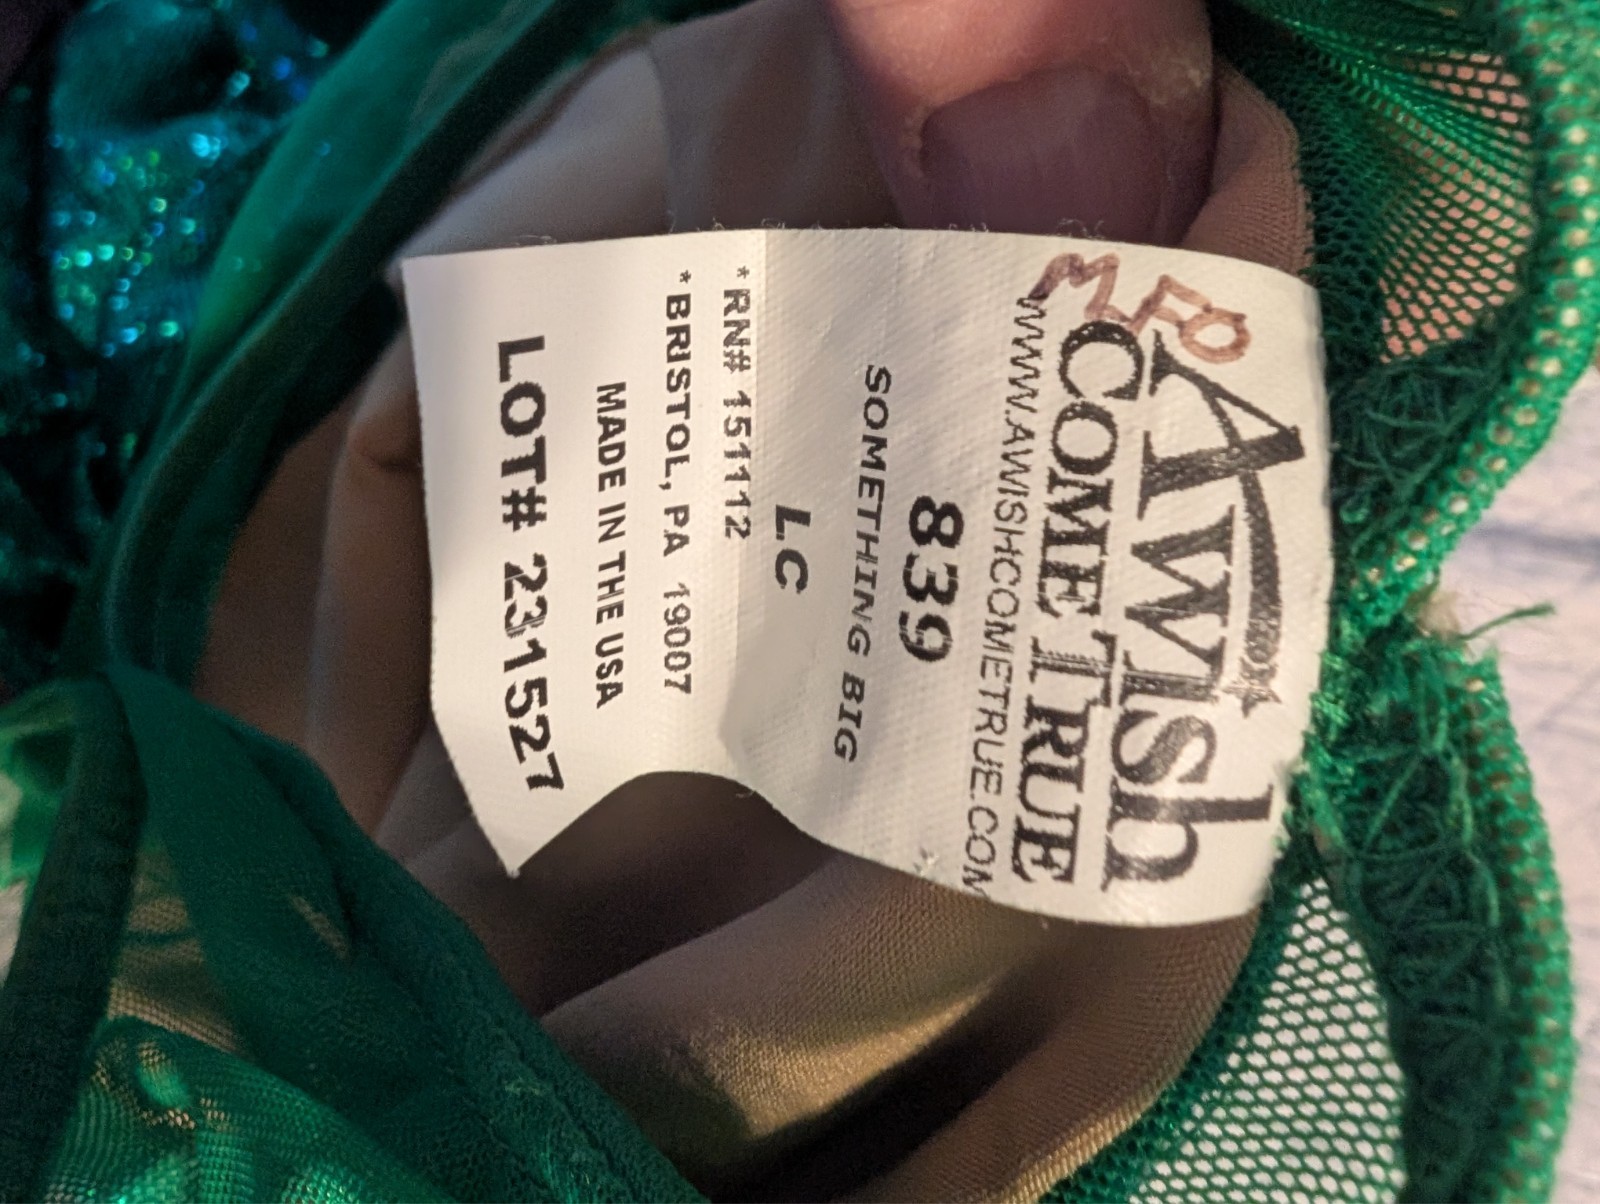 A Wish
COME TRUE
WWW.AWISHCOMETRUE.COM
839
SOMETHING BIG
LC
*RN# 151112
*BRISTOL, PA 19007
MADE IN THE USA
LOT# 231527